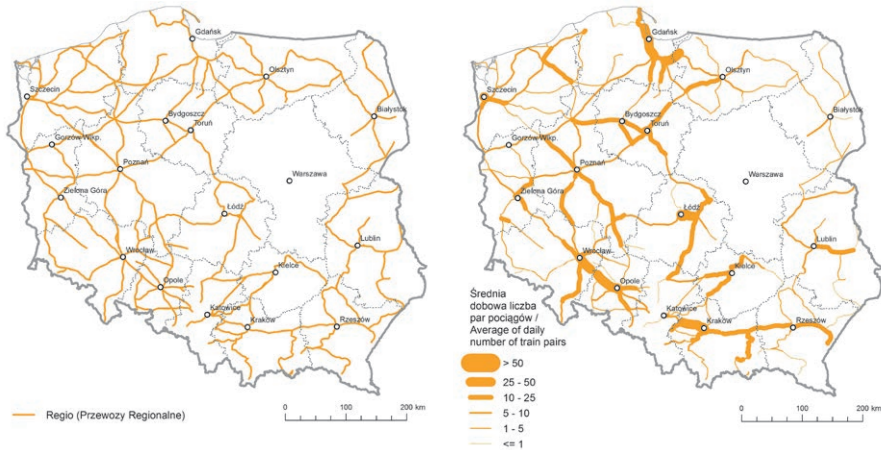 Gdańsk
Olsztyn
Szczecin
Bydgoszcz
Białystok
Toruń
Gorzów Wlkp.
Poznań
Warszawa
Zielona Góra
Łódź
Lublin
Wrocław
Kielce
Opole
Katowice
Kraków
Rzeszów
Regio (Przewozy Regionalne)
0 100 200 km
Gdańsk
Olsztyn
Szczecin
Bydgoszcz
Białystok
Toruń
Gorzów Wlkp.
Poznań
Warszawa
Zielona Góra
Łódź
Lublin
Wrocław
Kielce
Opole
Katowice
Kraków
Rzeszów
Średnia
dobowa liczba
par pociągów /
Average of daily
number of train pairs
> 50
25 - 50
10 - 25
5 - 10
1 - 5
<= 1
0 100 200 km